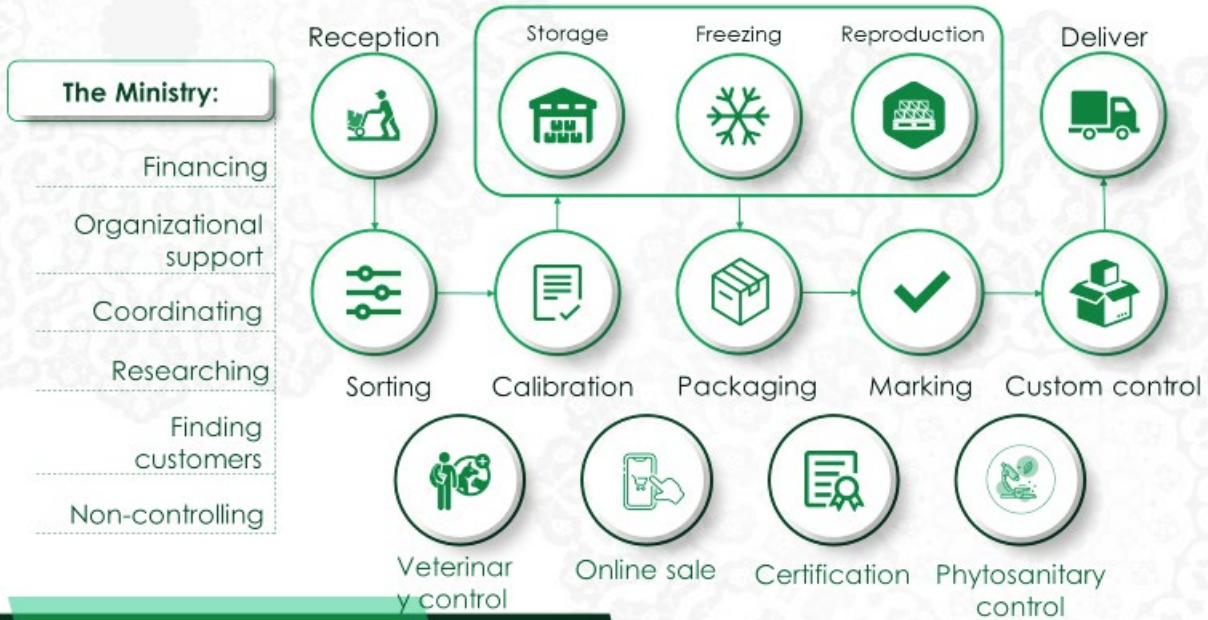 The Ministry:
Financing
Organizational
support
Coordinating
Researching
Finding
customers
Non-controlling
Reception
Storage
Freezing
Reproduction
Deliver
Sorting
Calibration
Packaging
Marking
Custom control
Veterinar
y control
Online sale
Certification
Phytosanitary
control